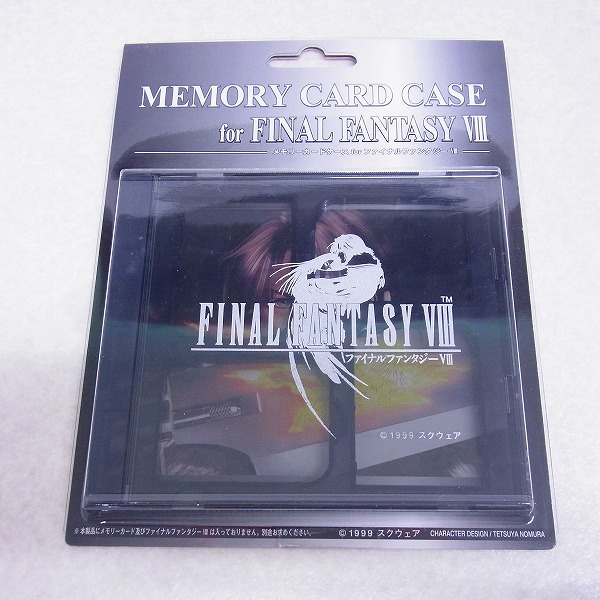 MEMORY CARD CASE
for FINAL FANTASY VIII
メモリーカードケース for ファイナルファンタジー VIII
FINAL FANTASY VIII™
ファイナルファンタジーVIII
©1999 スクウェア
※本製品にメモリーカード及びファイナルファンタジーVIIIは入っておりません。別途お求めください。
©1999 スクウェア
CHARACTER DESIGN / TETSUYA NOMURA